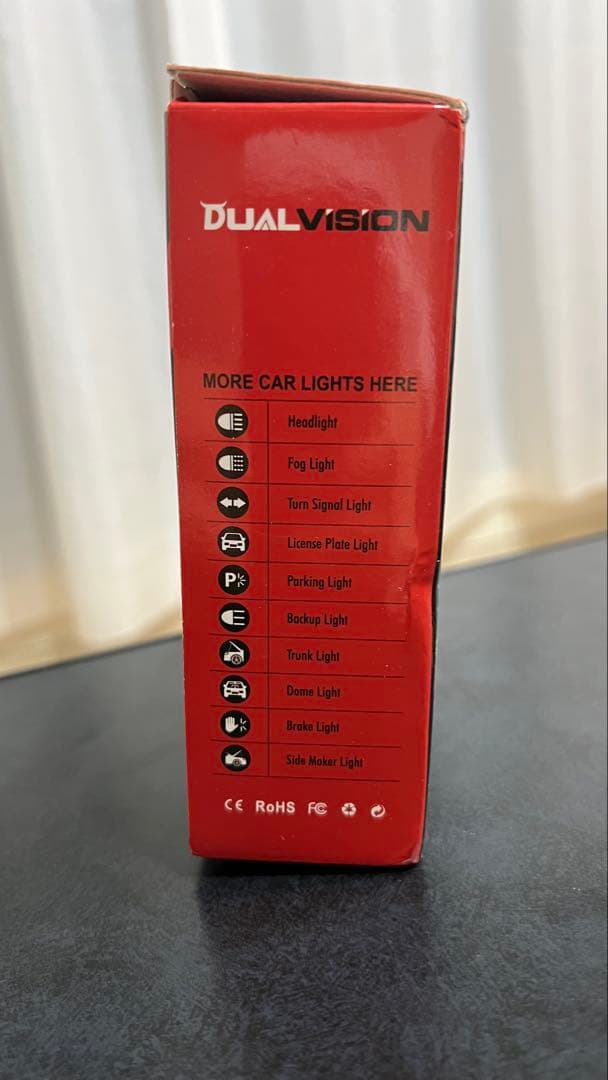 DUALVISION
MORE CAR LIGHTS HERE
Headlight
Fog Light
Turn Signal Light
License Plate Light
P Parking Light
Backup Light
Trunk Light
Dome Light
Brake Light
Side Moker Light
CE RoHS FC